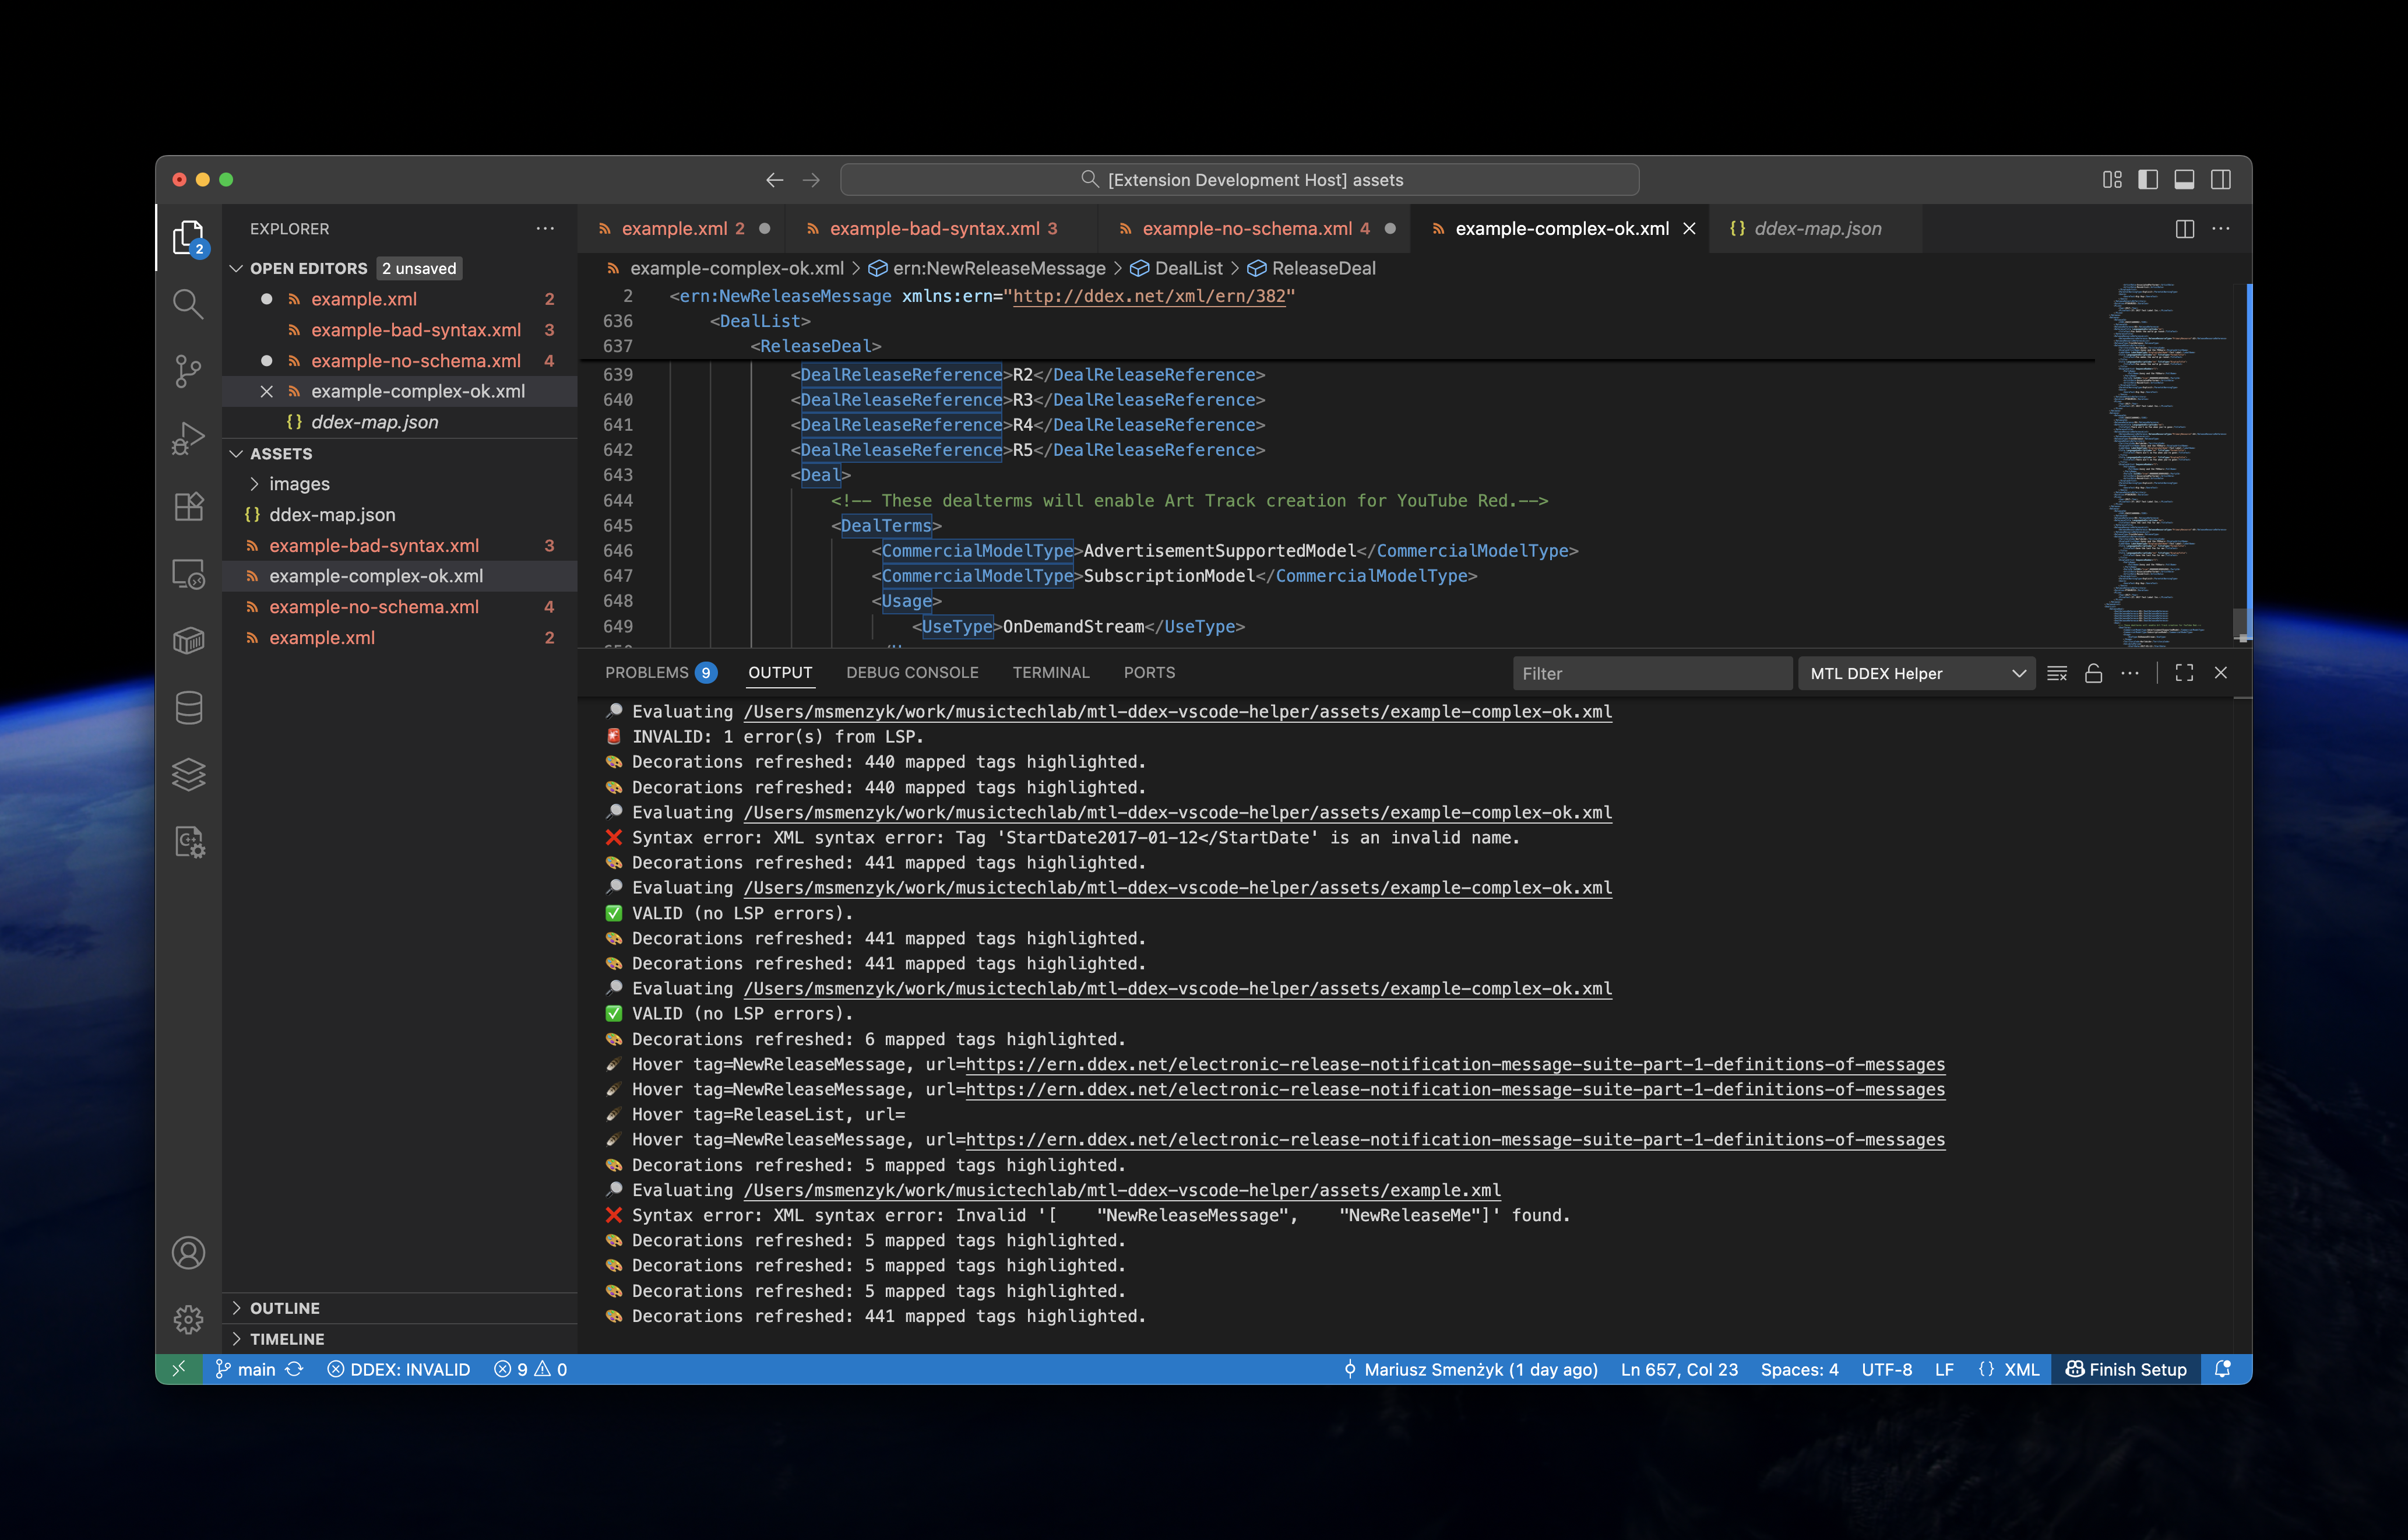 [Extension Development Host] assets
2
EXPLORER
OPEN EDITORS 2 unsaved
example.xml 2
example-bad-syntax.xml 3
example-no-schema.xml 4
example-complex-ok.xml
{} ddex-map.json
ASSETS
images
{} ddex-map.json
example-bad-syntax.xml 3
example-complex-ok.xml
example-no-schema.xml 4
example.xml 2
OUTLINE
TIMELINE
example.xml 2
example-bad-syntax.xml 3
example-no-schema.xml 4
example-complex-ok.xml
{} ddex-map.json
example-complex-ok.xml > ern:NewReleaseMessage > DealList > ReleaseDeal
2 <ern:NewReleaseMessage xmlns:ern="http://ddex.net/xml/ern/382"
636 <DealList>
637 <ReleaseDeal>
639 <DealReleaseReference>R2</DealReleaseReference>
640 <DealReleaseReference>R3</DealReleaseReference>
641 <DealReleaseReference>R4</DealReleaseReference>
642 <DealReleaseReference>R5</DealReleaseReference>
643 <Deal>
644 <!-- These dealterms will enable Art Track creation for YouTube Red.-->
645 <DealTerms>
646 <CommercialModelType>AdvertisementSupportedModel</CommercialModelType>
647 <CommercialModelType>SubscriptionModel</CommercialModelType>
648 <Usage>
649 <UseType>OnDemandStream</UseType>
PROBLEMS 9 OUTPUT DEBUG CONSOLE TERMINAL PORTS
Filter
MTL DDEX Helper
Evaluating /Users/msmenzyk/work/musictechlab/mtl-ddex-vscode-helper/assets/example-complex-ok.xml
INVALID: 1 error(s) from LSP.
Decorations refreshed: 440 mapped tags highlighted.
Decorations refreshed: 440 mapped tags highlighted.
Evaluating /Users/msmenzyk/work/musictechlab/mtl-ddex-vscode-helper/assets/example-complex-ok.xml
Syntax error: XML syntax error: Tag 'StartDate2017-01-12</StartDate' is an invalid name.
Decorations refreshed: 441 mapped tags highlighted.
Evaluating /Users/msmenzyk/work/musictechlab/mtl-ddex-vscode-helper/assets/example-complex-ok.xml
VALID (no LSP errors).
Decorations refreshed: 441 mapped tags highlighted.
Decorations refreshed: 441 mapped tags highlighted.
Evaluating /Users/msmenzyk/work/musictechlab/mtl-ddex-vscode-helper/assets/example-complex-ok.xml
VALID (no LSP errors).
Decorations refreshed: 6 mapped tags highlighted.
Hover tag=NewReleaseMessage, url=https://ern.ddex.net/electronic-release-notification-message-suite-part-1-definitions-of-messages
Hover tag=NewReleaseMessage, url=https://ern.ddex.net/electronic-release-notification-message-suite-part-1-definitions-of-messages
Hover tag=ReleaseList, url=
Hover tag=NewReleaseMessage, url=https://ern.ddex.net/electronic-release-notification-message-suite-part-1-definitions-of-messages
Decorations refreshed: 5 mapped tags highlighted.
Evaluating /Users/msmenzyk/work/musictechlab/mtl-ddex-vscode-helper/assets/example.xml
Syntax error: XML syntax error: Invalid '[    "NewReleaseMessage",    "NewReleaseMe"]' found.
Decorations refreshed: 5 mapped tags highlighted.
Decorations refreshed: 5 mapped tags highlighted.
Decorations refreshed: 5 mapped tags highlighted.
Decorations refreshed: 441 mapped tags highlighted.
main DDEX: INVALID 9 0 Mariusz Smenżyk (1 day ago) Ln 657, Col 23 Spaces: 4 UTF-8 LF {} XML Finish Setup